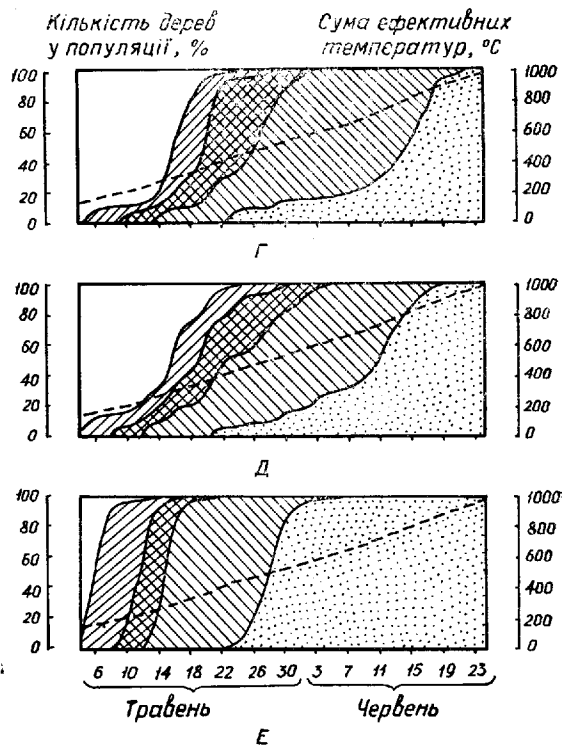 Кількість дерев
у популяції, %
Сума ефективних
температур, °С
100 80 60 40 20 0
1000 800 600 400 200 0
Г
100 80 60 40 20 0
1000 800 600 400 200 0
Д
100 80 60 40 20 0
1000 800 600 400 200 0
6 10 14 18 22 26 30 3 7 11 15 19 23
Травень Червень
Е